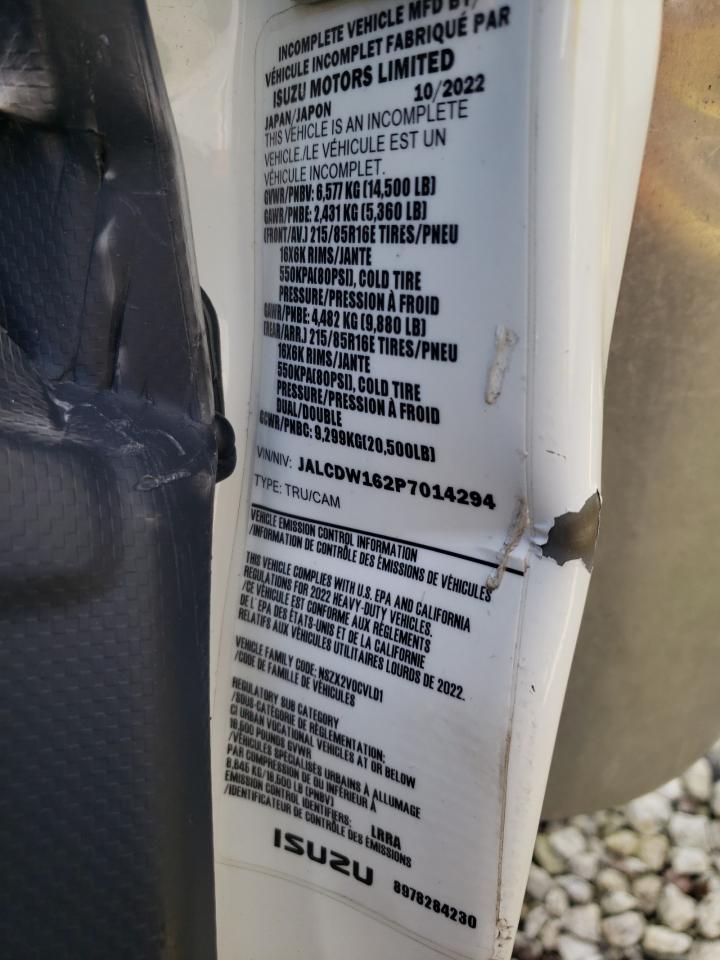 INCOMPLETE VEHICLE MFD BY/
VÉHICULE INCOMPLET FABRIQUÉ PAR
ISUZU MOTORS LIMITED
JAPAN/JAPON 10/2022
THIS VEHICLE IS AN INCOMPLETE
VEHICLE./LE VÉHICULE EST UN
VÉHICULE INCOMPLET.
GVWR/PNBV: 6,577 KG (14,500 LB)
GAWR/PNBE: 2,431 KG (5,360 LB)
(FRONT/AV.) 215/85R16E TIRES/PNEU
16X6K RIMS/JANTE
550KPA(80PSI), COLD TIRE
PRESSURE/PRESSION À FROID
GAWR/PNBE: 4,482 KG (9,880 LB)
(REAR/ARR.) 215/85R16E TIRES/PNEU
16X6K RIMS/JANTE
550KPA(80PSI), COLD TIRE
PRESSURE/PRESSION À FROID
DUAL/DOUBLE
GCWR/PNBC: 9,299KG(20,500LB)
VIN/NIV: JALCDW162P7014294
TYPE: TRU/CAM
VEHICLE EMISSION CONTROL INFORMATION
/INFORMATION DE CONTRÔLE DES ÉMISSIONS DE VÉHICULES
THIS VEHICLE COMPLIES WITH U.S. EPA AND CALIFORNIA
REGULATIONS FOR 2022 HEAVY-DUTY VEHICLES.
/CE VÉHICULE EST CONFORME AUX RÈGLEMENTS
DE L'EPA DES ÉTATS-UNIS ET DE LA CALIFORNIE
RELATIFS AUX VÉHICULES UTILITAIRES LOURDS DE 2022.
VEHICLE FAMILY CODE: NSZX2VOCVL01
/CODE DE FAMILLE DE VÉHICULES
REGULATORY SUB CATEGORY
/SOUS-CATÉGORIE DE RÈGLEMENTATION:
CI URBAN VOCATIONAL VEHICLES AT OR BELOW
19,500 POUNDS GVWR
/VÉHICULES SPÉCIALISÉS URBAINS À ALLUMAGE
PAR COMPRESSION DE OU INFÉRIEUR À
8,845 KG/19,500 LB (PNBV)
EMISSION CONTROL IDENTIFIERS: LRRA
/IDENTIFICATEUR DE CONTRÔLE DES ÉMISSIONS
ISUZU 8978284230